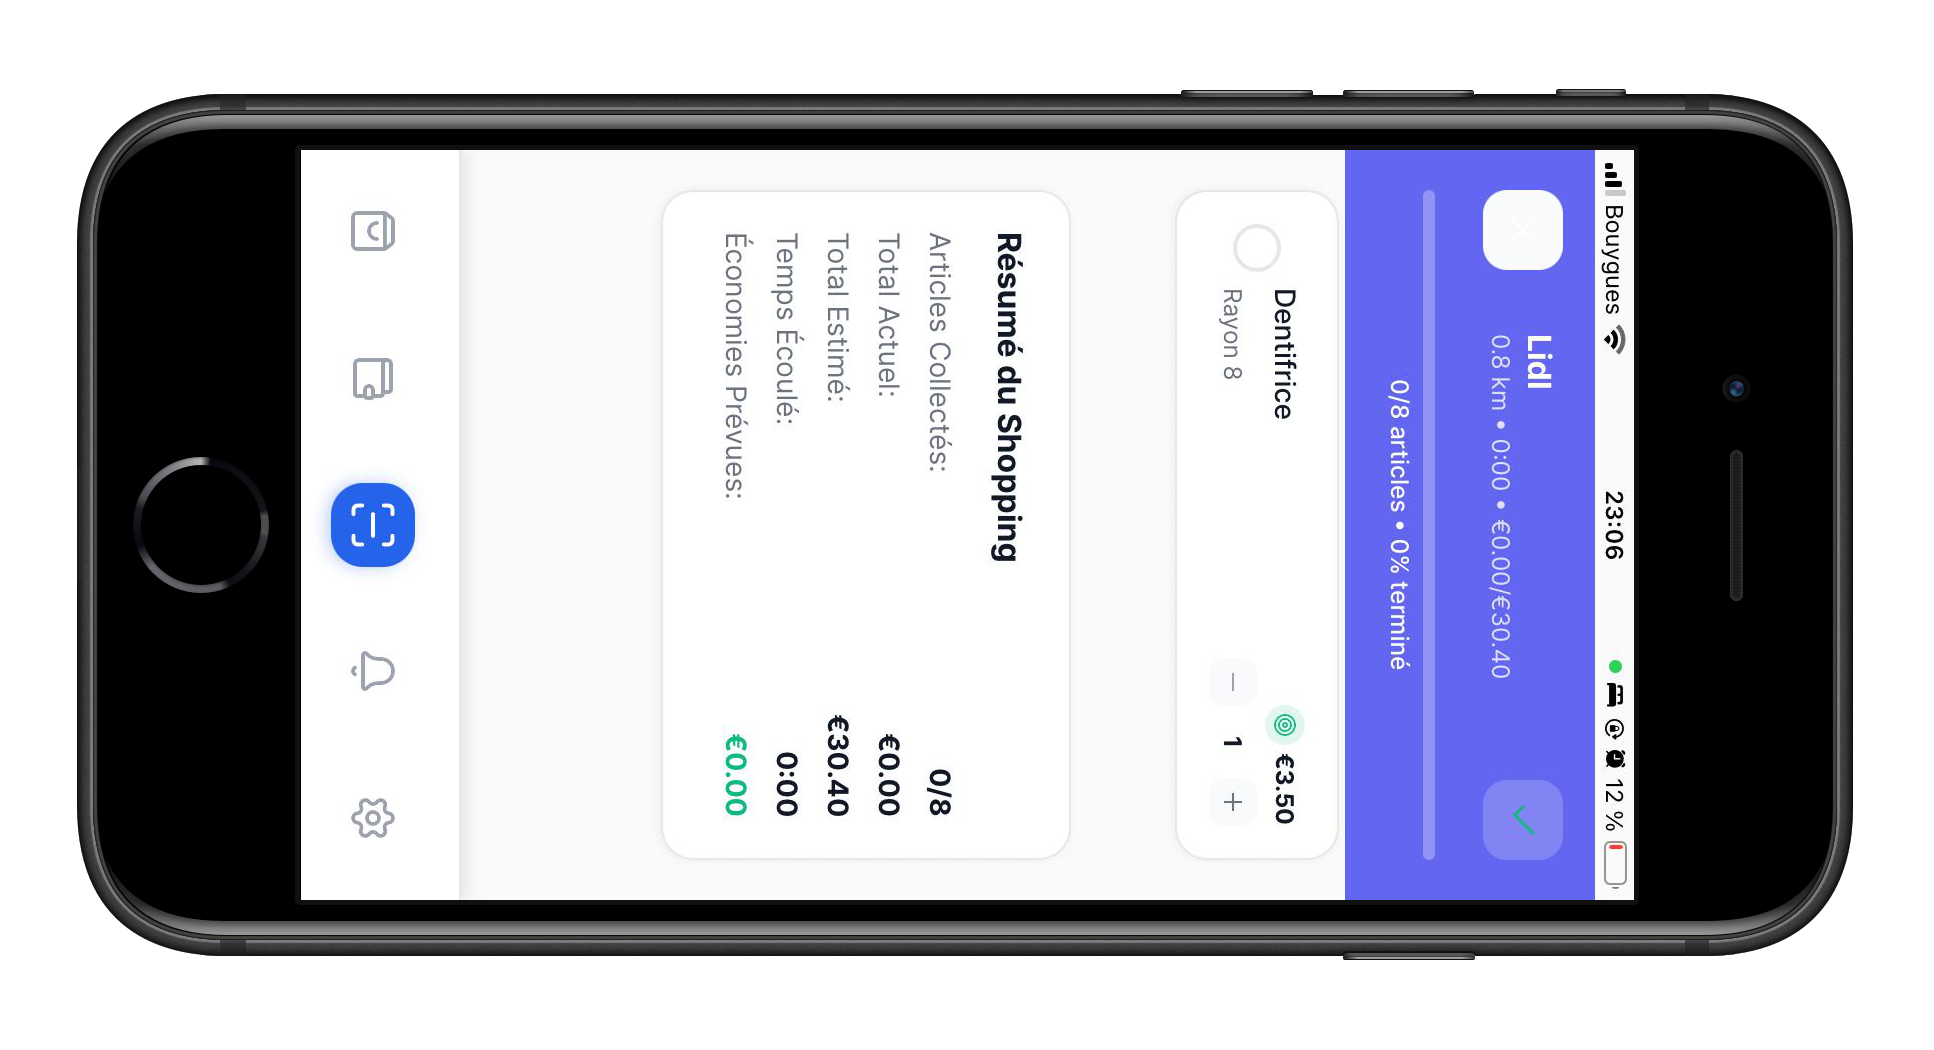 Bouygues 23:06 12 %
Lidl
0.8 km • 0:00 • €0.00/€30.40
0/8 articles • 0% terminé
Dentifrice €3.50
Rayon 8 1
Résumé du Shopping
Articles Collectés: 0/8
Total Actuel: €0.00
Total Estimé: €30.40
Temps Écoulé: 0:00
Économies Prévues: €0.00